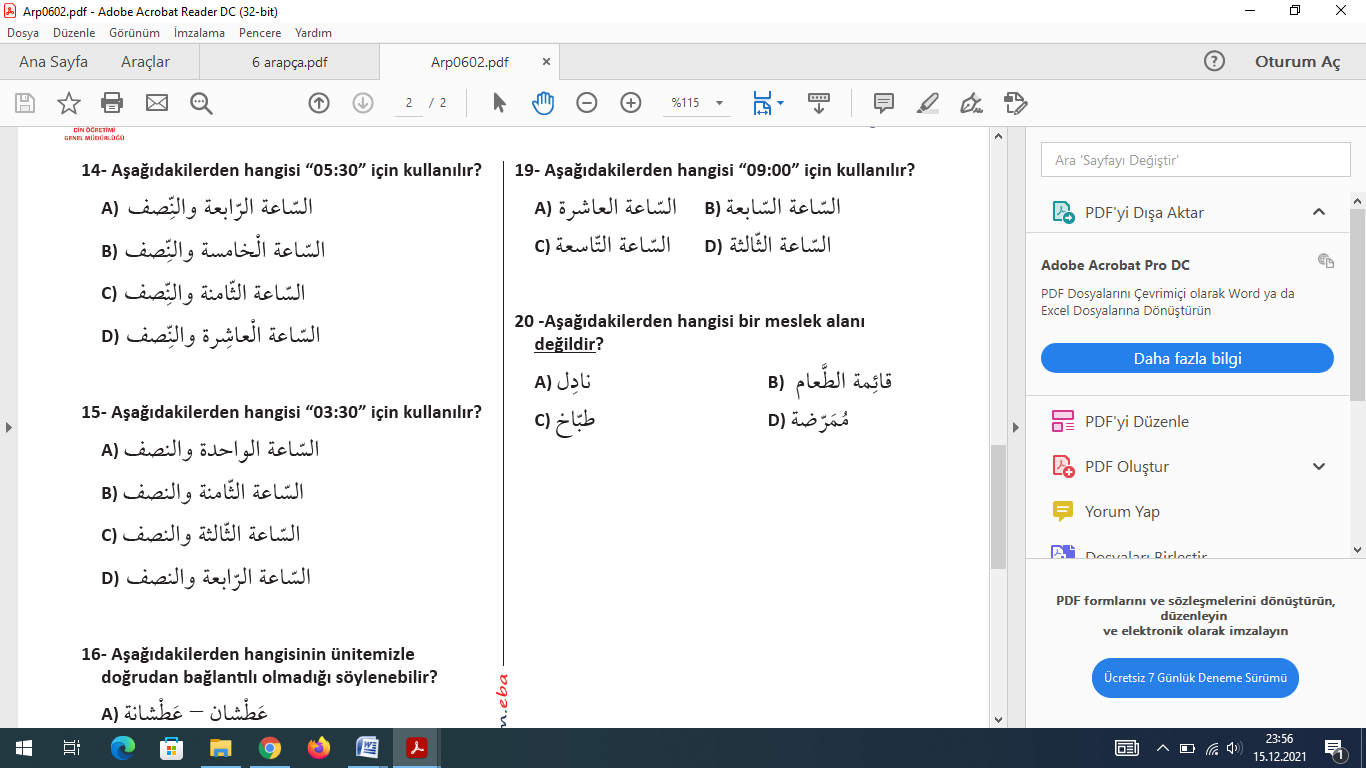 Arp0602.pdf - Adobe Acrobat Reader DC (32-bit)
Dosya Düzenle Görünüm İmzalama Pencere Yardım
Ana Sayfa Araçlar 6 arapça.pdf Arp0602.pdf × Oturum Aç
2 / 2 %115
DİN ÖĞRETİMİ
GENEL MÜDÜRLÜĞÜ
14- Aşağıdakilerden hangisi “05:30” için kullanılır?
A) السّاعة الرّابعة والنِّصف
B) السّاعة الْخامسة والنِّصف
C) السّاعة الثّامنة والنِّصف
D) السّاعة الْعاشِرة والنِّصف
15- Aşağıdakilerden hangisi “03:30” için kullanılır?
A) السّاعة الواحدة والنصف
B) السّاعة الثّامنة والنصف
C) السّاعة الثّالثة والنصف
D) السّاعة الرّابعة والنصف
16- Aşağıdakilerden hangisinin ünitemizle
doğrudan bağlantılı olmadığı söylenebilir?
A) عَطْشان – عَطْشانة
19- Aşağıdakilerden hangisi “09:00” için kullanılır?
A) السّاعة العاشرة B) السّاعة السّابعة
C) السّاعة التّاسعة D) السّاعة الثّالثة
20 -Aşağıdakilerden hangisi bir meslek alanı
değildir?
A) نادِل B) قائِمة الطَّعام
C) طبّاخ D) مُمَرّضة
n.eba
Ara 'Sayfayı Değiştir'
PDF'yi Dışa Aktar
Adobe Acrobat Pro DC
PDF Dosyalarını Çevrimiçi olarak Word ya da
Excel Dosyalarına Dönüştürün
Daha fazla bilgi
PDF'yi Düzenle
PDF Oluştur
Yorum Yap
Dosyaları Birleştir
PDF formlarını ve sözleşmelerini dönüştürün,
düzenleyin
ve elektronik olarak imzalayın
Ücretsiz 7 Günlük Deneme Sürümü
23:56
15.12.2021
1